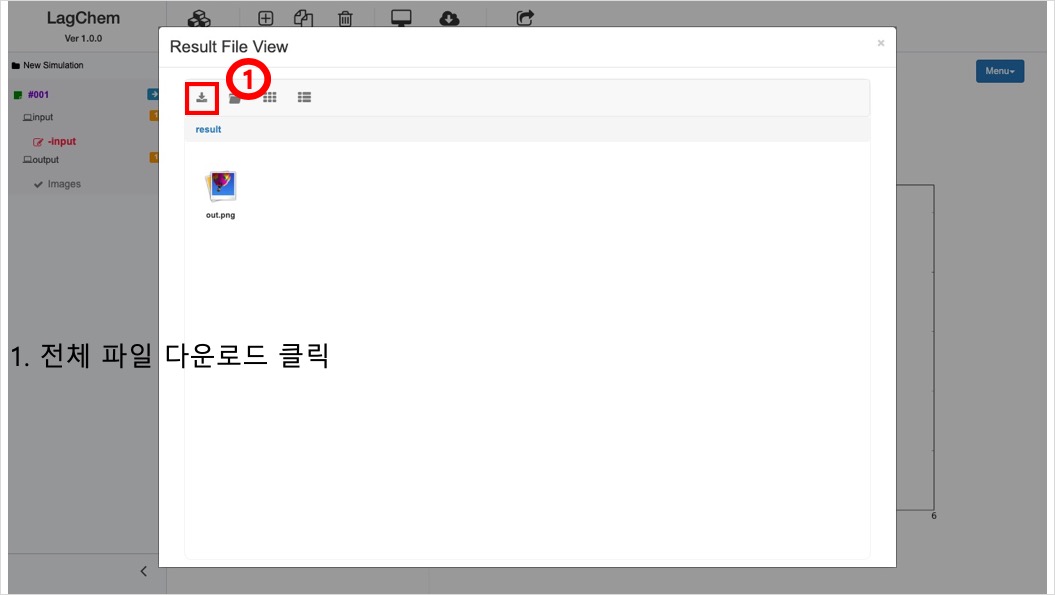 LagChem
Ver 1.0.0
Result File View
×
New Simulation
Menu
1
#001
input
result
-input
output
Images
out.png
1. 전체 파일 다운로드 클릭
6